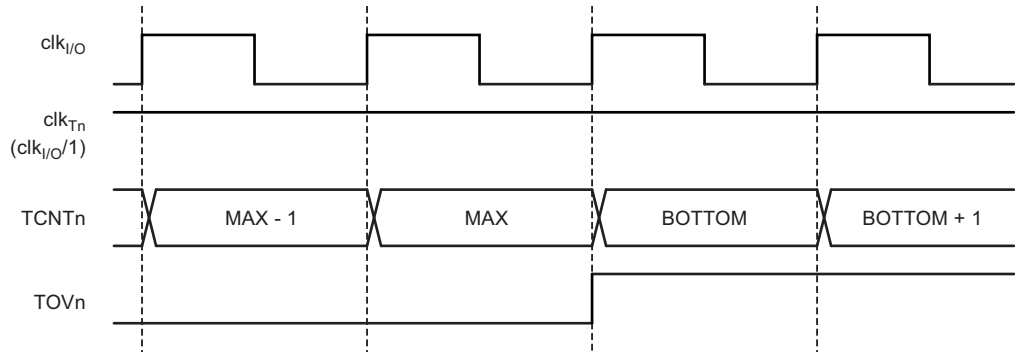 clkI/O
clkTn
(clkI/O/1)
TCNTn MAX - 1 MAX BOTTOM BOTTOM + 1
TOVn